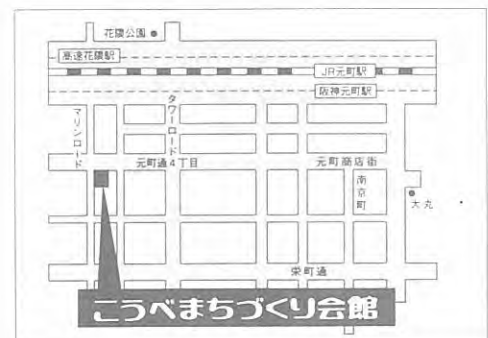 花隈公園
高速花隈駅
JR元町駅
阪神元町駅
マリンロード
タワーロード
元町通4丁目
元町商店街
南京町
大丸
栄町通
こうべまちづくり会館